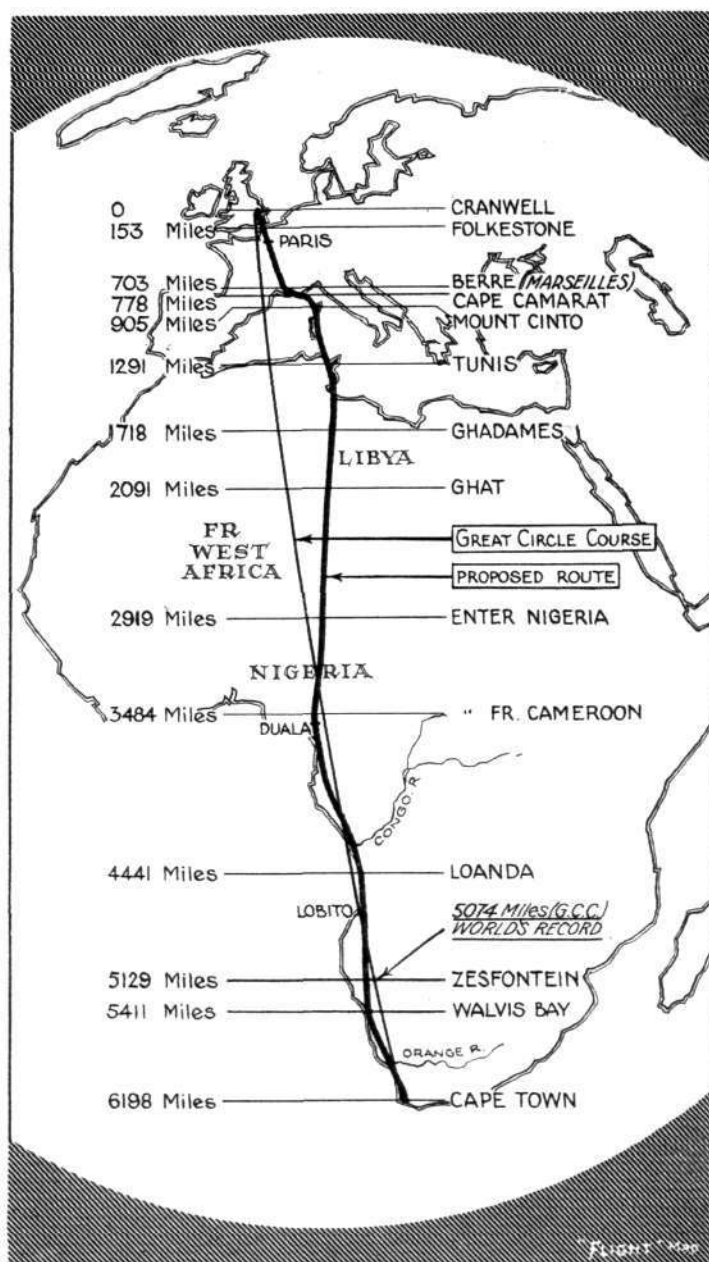 0 CRANWELL
153 Miles FOLKESTONE
PARIS
703 Miles BERRE (MARSEILLES)
778 Miles CAPE CAMARAT
905 Miles MOUNT CINTO
1291 Miles TUNIS
1718 Miles GHADAMES
LIBYA
2091 Miles GHAT
FR
WEST
AFRICA
GREAT CIRCLE COURSE
PROPOSED ROUTE
2919 Miles ENTER NIGERIA
NIGERIA
3484 Miles " FR. CAMEROON
DUALA
CONGO. R
4441 Miles LOANDA
LOBITO
5074 Miles (G.C.C.)
WORLDS RECORD
5129 Miles ZESFONTEIN
5411 Miles WALVIS BAY
ORANGE R.
6198 Miles CAPE TOWN
"FLIGHT" Map